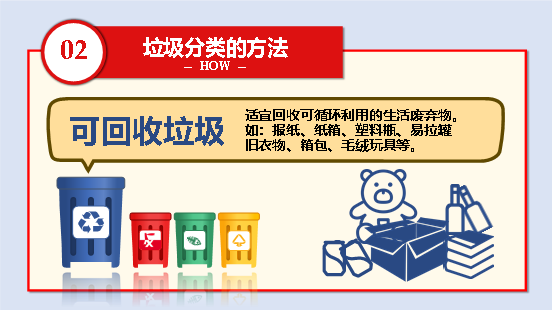 02
垃圾分类的方法
– HOW –
可回收垃圾
适宜回收可循环利用的生活废弃物。
如：报纸、纸箱、塑料瓶、易拉罐
旧衣物、箱包、毛绒玩具等。